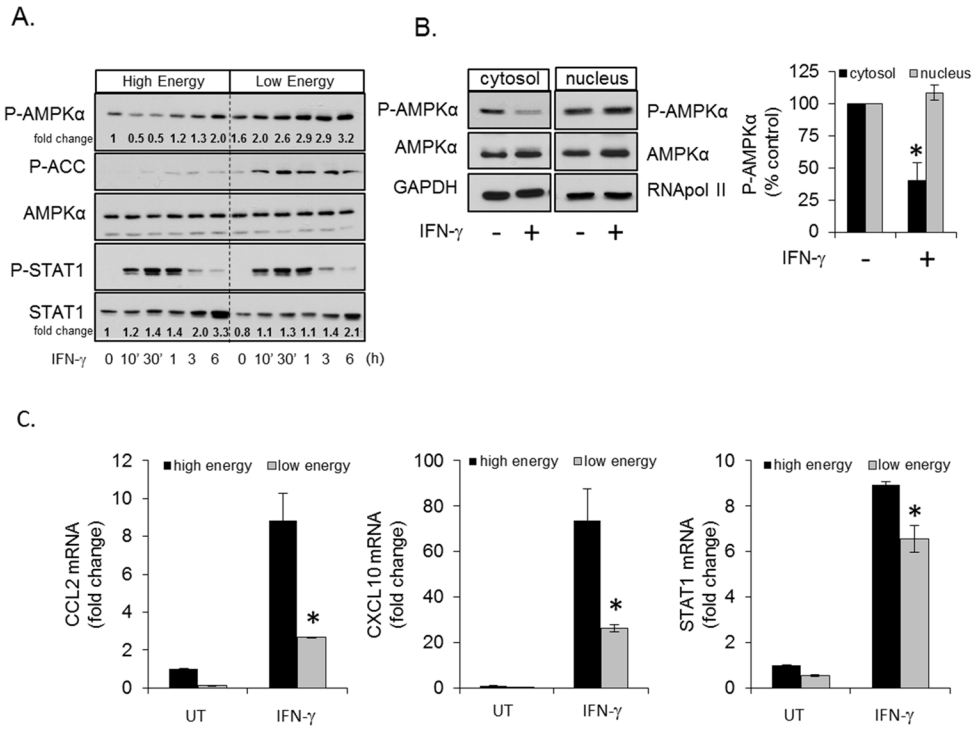 A.
High Energy Low Energy
P-AMPKα
fold change 1 0.5 0.5 1.2 1.3 2.0 1.6 2.0 2.6 2.9 2.9 3.2
P-ACC
AMPKα
P-STAT1
STAT1
fold change 1 1.2 1.4 1.4 2.0 3.3 0.8 1.1 1.3 1.1 1.4 2.1
IFN-γ 0 10' 30' 1 3 6 0 10' 30' 1 3 6 (h)
B.
cytosol nucleus
P-AMPKα P-AMPKα
AMPKα AMPKα
GAPDH RNApol II
IFN-γ - + - +
P-AMPKα
(% control)
125
100
75
50
25
0
cytosol nucleus
*
IFN-γ - +
C.
CCL2 mRNA
(fold change)
12
10
8
6
4
2
0
high energy low energy
*
UT IFN-γ
CXCL10 mRNA
(fold change)
100
80
60
40
20
0
high energy low energy
*
UT IFN-γ
STAT1 mRNA
(fold change)
10
8
6
4
2
0
high energy low energy
*
UT IFN-γ